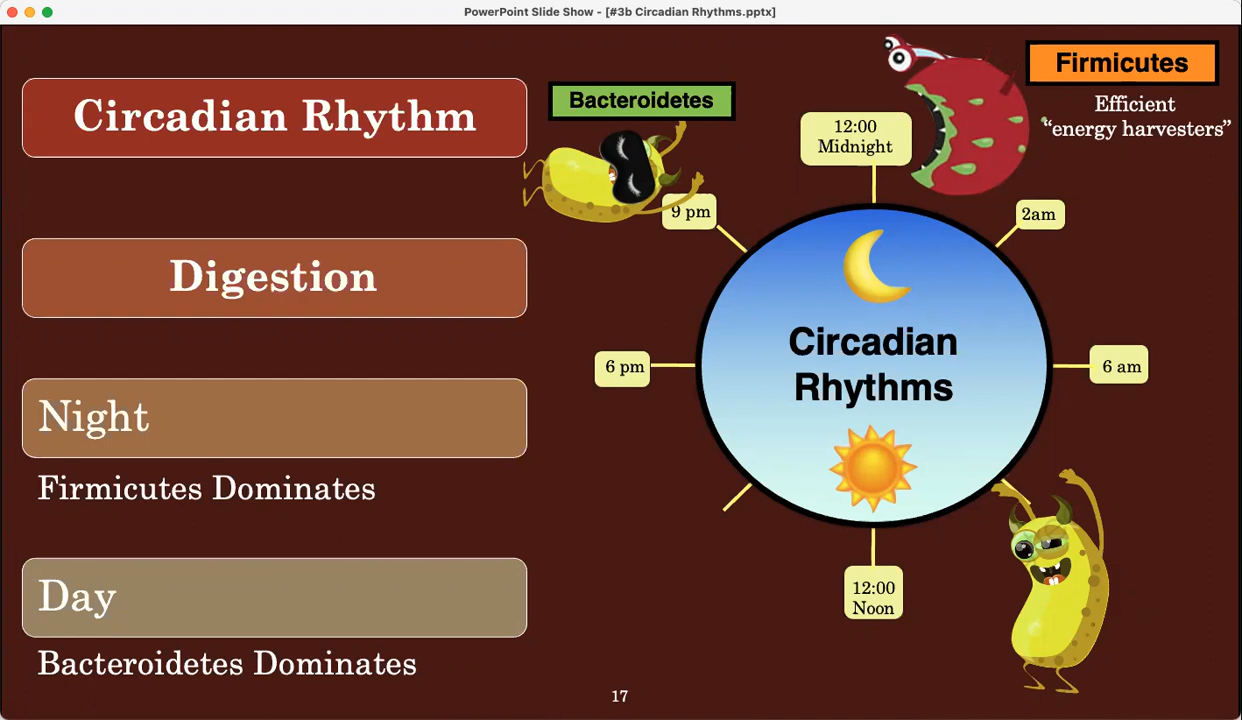 PowerPoint Slide Show - [#3b Circadian Rhythms.pptx]
Circadian Rhythm
Digestion
Night
Firmicutes Dominates
Day
Bacteroidetes Dominates
Bacteroidetes
Firmicutes
Efficient
“energy harvesters”
12:00
Midnight
9 pm
2am
6 pm
6 am
Circadian
Rhythms
12:00
Noon
17